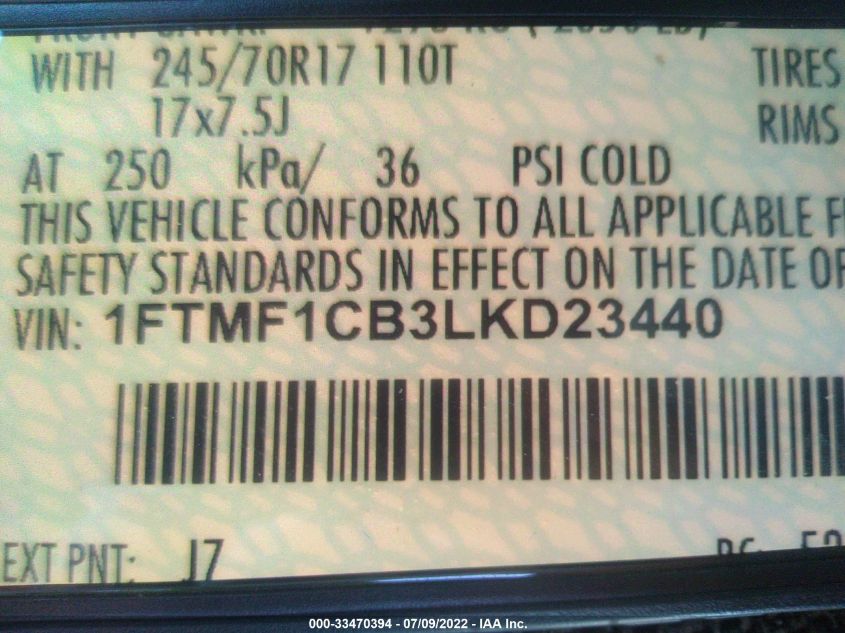 WITH 245/70R17 110T TIRES
17x7.5J RIMS
AT 250 kPa/ 36 PSI COLD
THIS VEHICLE CONFORMS TO ALL APPLICABLE
SAFETY STANDARDS IN EFFECT ON THE DATE OF
VIN: 1FTMF1CB3LKD23440
EXT PNT: J7
000-33470394 - 07/09/2022 - IAA Inc.